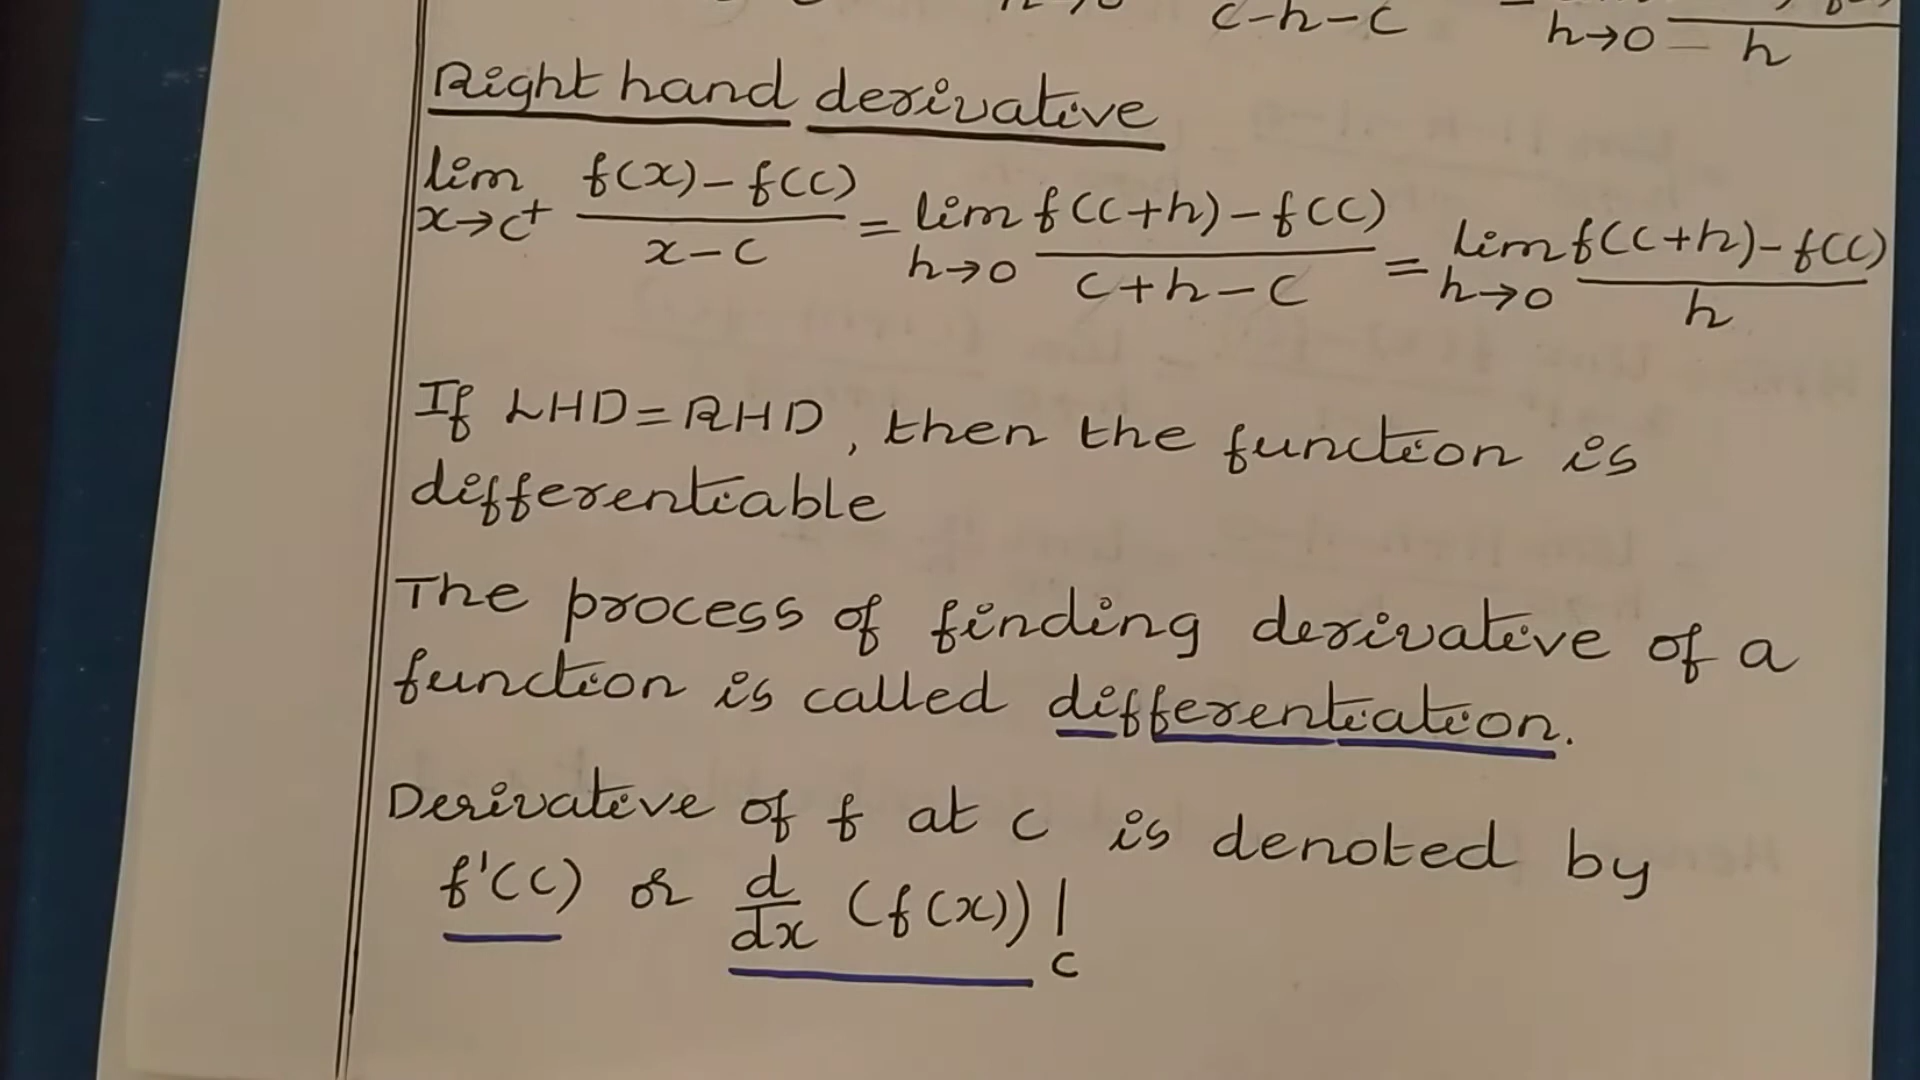 c-h-c h→0 h
Right hand derivative
lim x→c⁺ f(x)-f(c) / x-c = lim h→0 f(c+h)-f(c) / c+h-c = lim h→0 f(c+h)-f(c) / h
If LHD=RHD, then the function is
differentiable
The process of finding derivative of a
function is called differentiation.
Derivative of f at c is denoted by
f'(c) or d/dx (f(x))|c